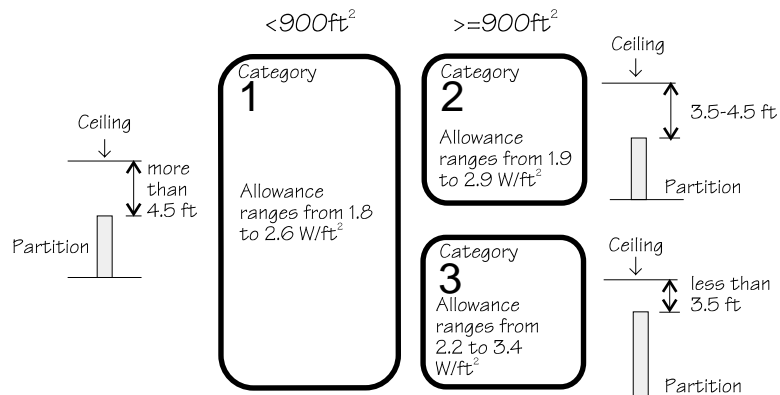 <900ft²
>=900ft²
Ceiling
more
than
4.5 ft
Partition
Category
1
Allowance
ranges from 1.8
to 2.6 W/ft²
Category
2
Allowance
ranges from 1.9
to 2.9 W/ft²
Ceiling
3.5-4.5 ft
Partition
Category
3
Allowance
ranges from
2.2 to 3.4
W/ft²
Ceiling
less than
3.5 ft
Partition